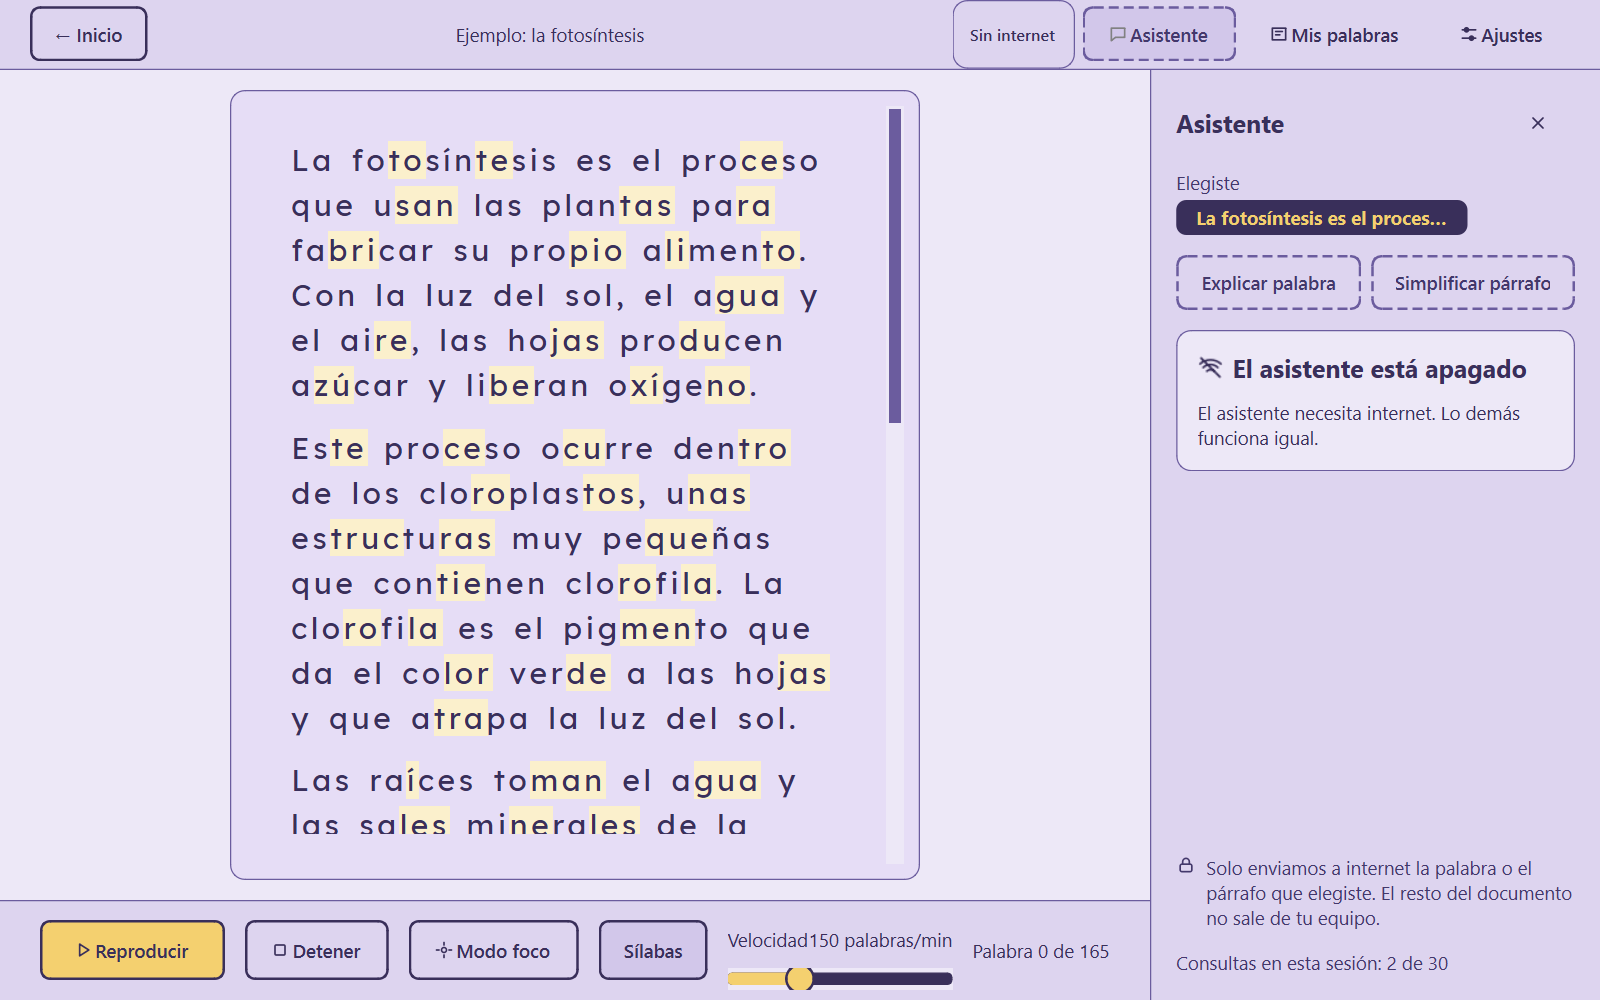 ← Inicio
Ejemplo: la fotosíntesis
Sin internet
Asistente
Mis palabras
Ajustes
La fotosíntesis es el proceso
que usan las plantas para
fabricar su propio alimento.
Con la luz del sol, el agua y
el aire, las hojas producen
azúcar y liberan oxígeno.
Este proceso ocurre dentro
de los cloroplastos, unas
estructuras muy pequeñas
que contienen clorofila. La
clorofila es el pigmento que
da el color verde a las hojas
y que atrapa la luz del sol.
Las raíces toman el agua y
las sales minerales de la
Asistente
Elegiste
La fotosíntesis es el proces...
Explicar palabra
Simplificar párrafo
El asistente está apagado
El asistente necesita internet. Lo demás
funciona igual.
Solo enviamos a internet la palabra o el
párrafo que elegiste. El resto del documento
no sale de tu equipo.
Consultas en esta sesión: 2 de 30
Reproducir
Detener
Modo foco
Sílabas
Velocidad150 palabras/min
Palabra 0 de 165